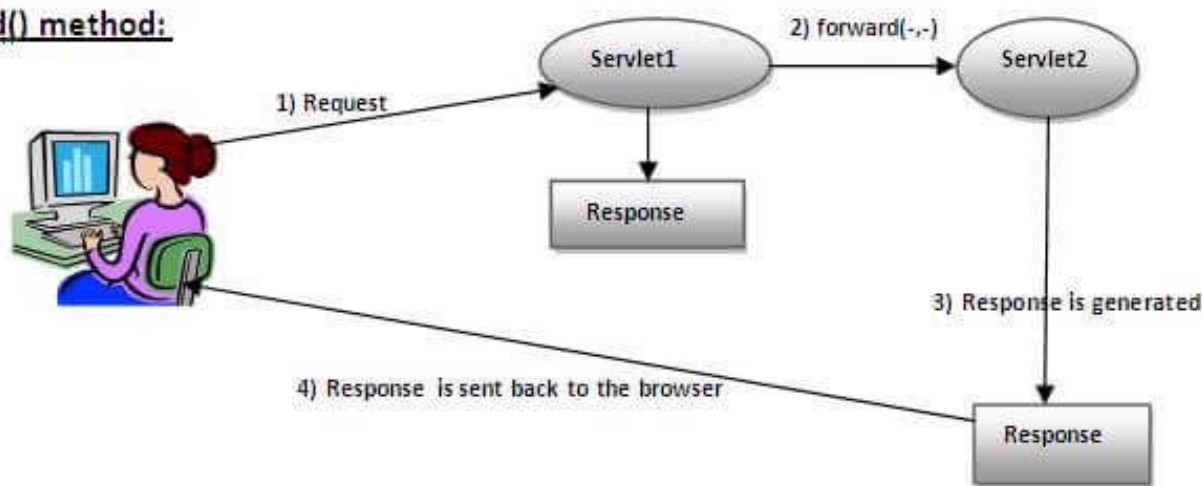 d() method:
2) forward(-,-)
Servlet1
Servlet2
1) Request
Response
3) Response is generated
4) Response is sent back to the browser
Response